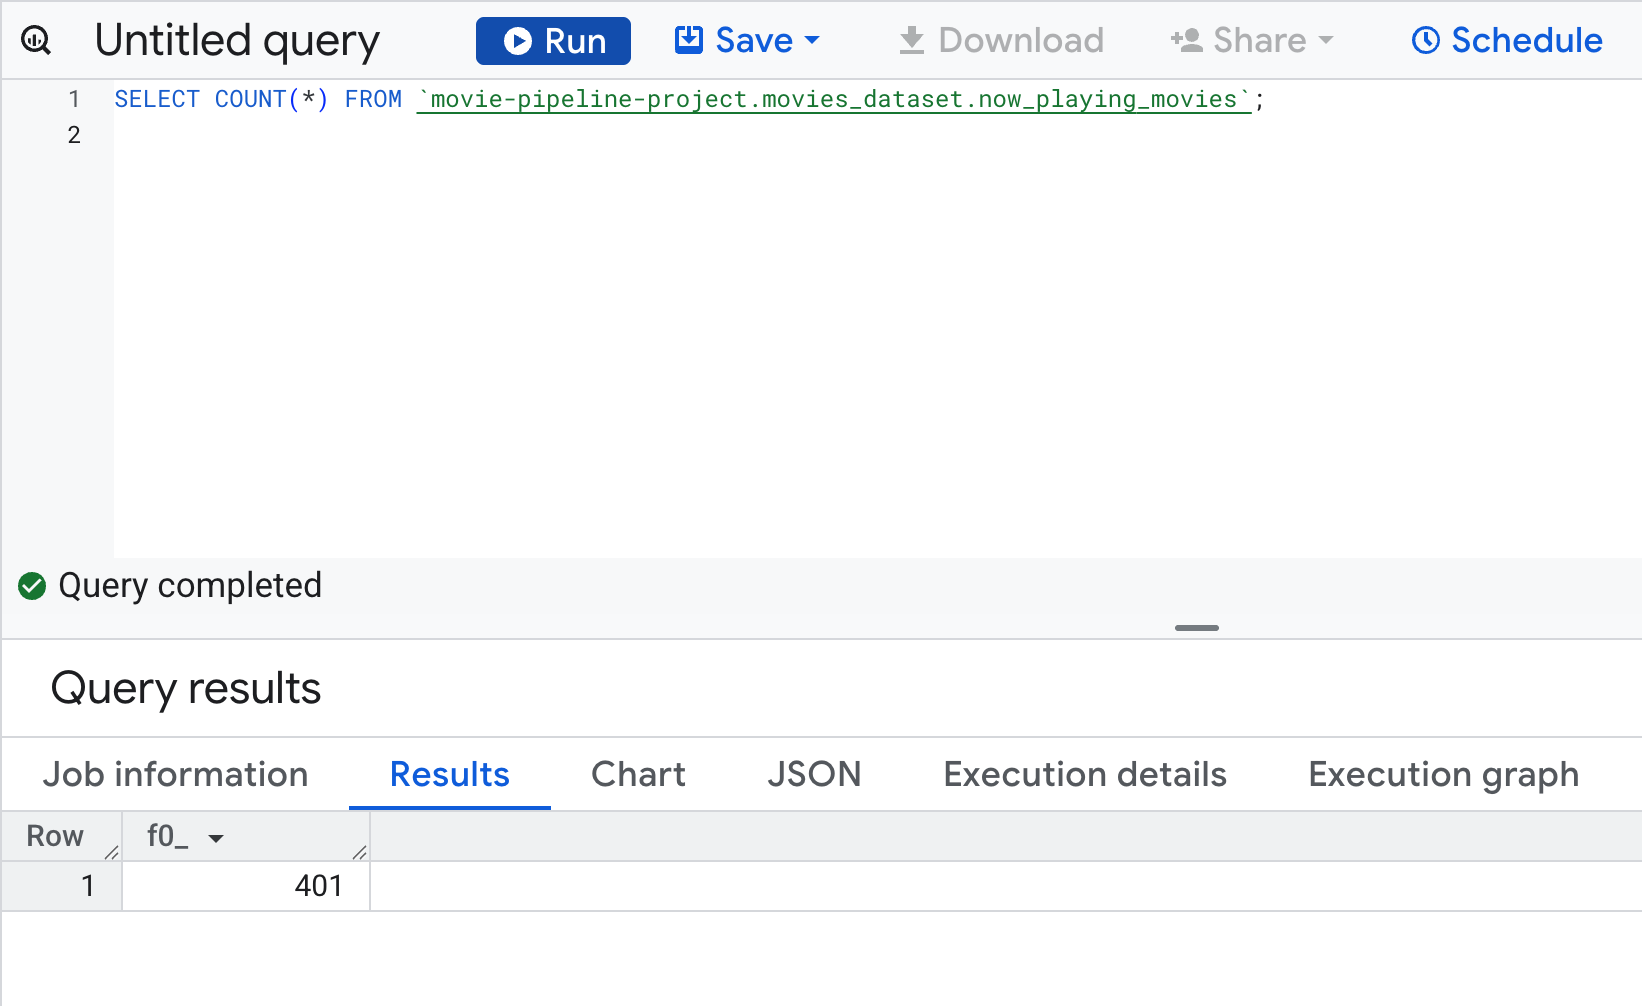 Untitled query Run Save Download Share Schedule
1 SELECT COUNT(*) FROM `movie-pipeline-project.movies_dataset.now_playing_movies`;
2
Query completed
Query results
Job information Results Chart JSON Execution details Execution graph
Row f0_
1 401